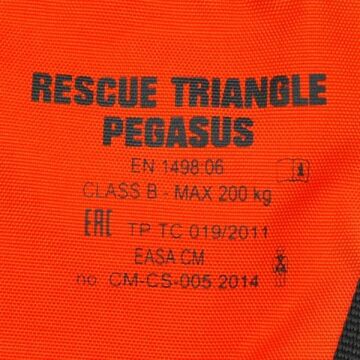 RESCUE TRIANGLE
PEGASUS
EN 1498 06
CLASS B - MAX 200 kg
EAC TP TC 019/2011
EASA CM
no CM-CS-005 2014